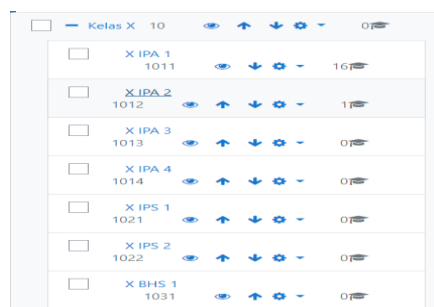 Kelas X 10 0
X IPA 1
1011 16
X IPA 2
1012 1
X IPA 3
1013 0
X IPA 4
1014 0
X IPS 1
1021 0
X IPS 2
1022 0
X BHS 1
1031 0